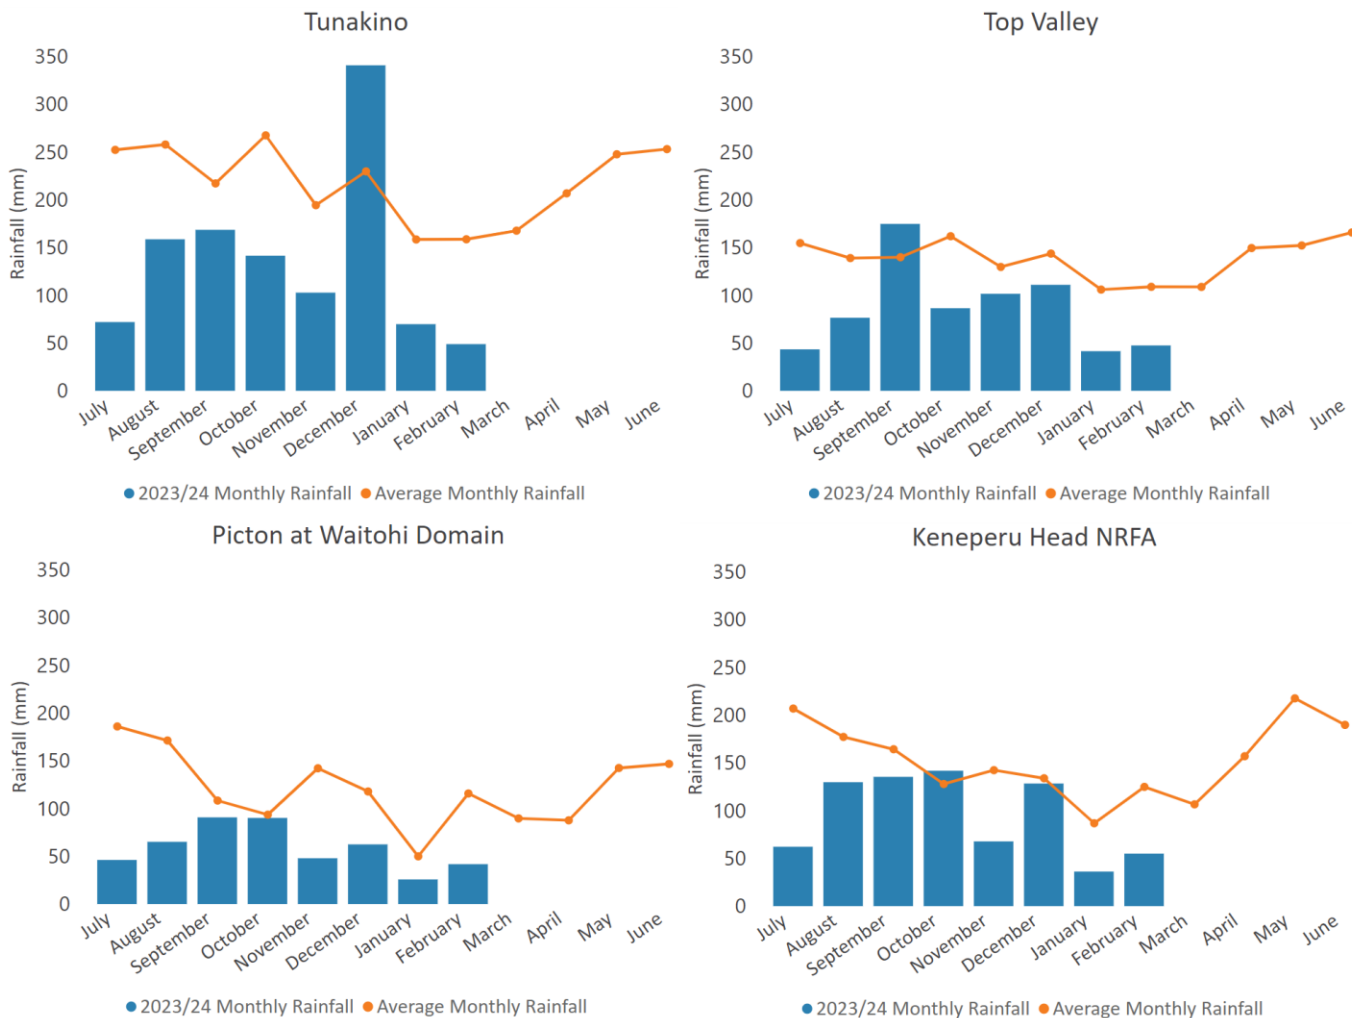 Tunakino
Rainfall (mm)
350
300
250
200
150
100
50
0
July
August
September
October
November
December
January
February
March
April
May
June
2023/24 Monthly Rainfall Average Monthly Rainfall
Top Valley
Rainfall (mm)
350
300
250
200
150
100
50
0
July
August
September
October
November
December
January
February
March
April
May
June
2023/24 Monthly Rainfall Average Monthly Rainfall
Picton at Waitohi Domain
Rainfall (mm)
350
300
250
200
150
100
50
0
July
August
September
October
November
December
January
February
March
April
May
June
2023/24 Monthly Rainfall Average Monthly Rainfall
Keneperu Head NRFA
Rainfall (mm)
350
300
250
200
150
100
50
0
July
August
September
October
November
December
January
February
March
April
May
June
2023/24 Monthly Rainfall Average Monthly Rainfall